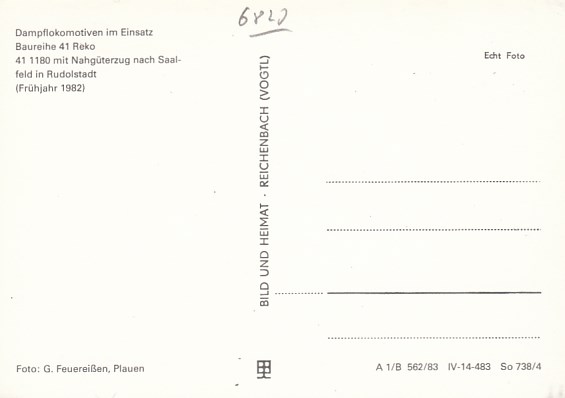 6820
Dampflokomotiven im Einsatz
Baureihe 41 Reko
41 1180 mit Nahgüterzug nach Saal-
feld in Rudolstadt
(Frühjahr 1982)
Echt Foto
BILD UND HEIMAT · REICHENBACH (VOGTL)
Foto: G. Feuereißen, Plauen
A 1/B 562/83 IV-14-483 So 738/4